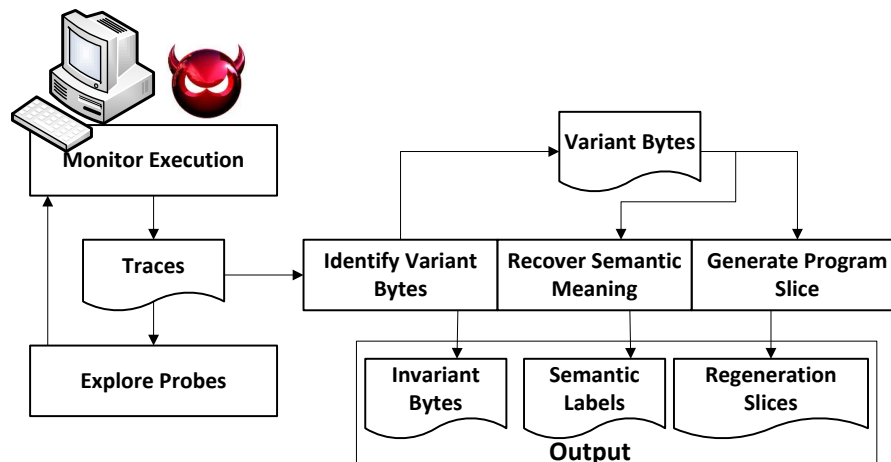 Monitor Execution
Variant Bytes
Traces
Identify Variant
Bytes
Recover Semantic
Meaning
Generate Program
Slice
Explore Probes
Invariant
Bytes
Semantic
Labels
Regeneration
Slices
Output